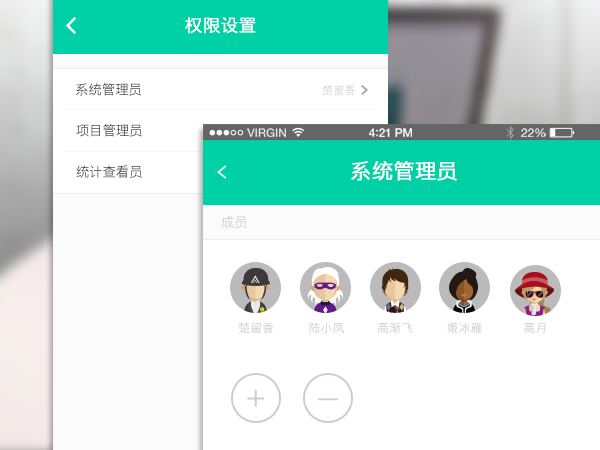 权限设置
系统管理员
楚留香
项目管理员
统计查看员
VIRGIN
4:21 PM
22%
系统管理员
成员
楚留香
陆小凤
高渐飞
姬冰雁
高月